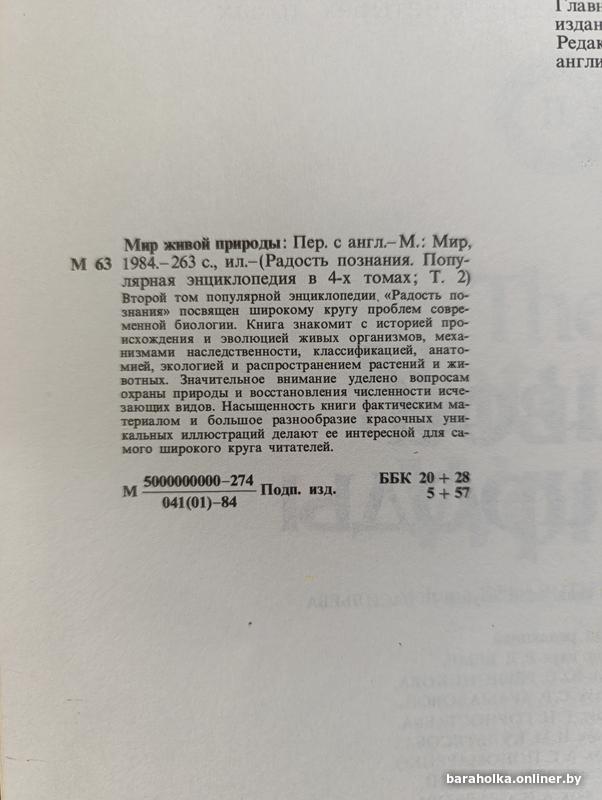 Главн
издан
Редак
англи
Мир живой природы: Пер. с англ.– М.: Мир,
М 63 1984.–263 с., ил.–(Радость познания. Попу-
лярная энциклопедия в 4-х томах; Т. 2)
Второй том популярной энциклопедии «Радость по-
знания» посвящен широкому кругу проблем совре-
менной биологии. Книга знакомит с историей про-
исхождения и эволюцией живых организмов, меха-
низмами наследственности, классификацией, анато-
мией, экологией и распространением растений и жи-
вотных. Значительное внимание уделено вопросам
охраны природы и восстановления численности исче-
зающих видов. Насыщенность книги фактическим ма-
териалом и большое разнообразие красочных уни-
кальных иллюстраций делают ее интересной для са-
мого широкого круга читателей.
М 5000000000–274 Подп. изд. ББК 20 + 28
041(01)–84 5 + 57
baraholka.onliner.by